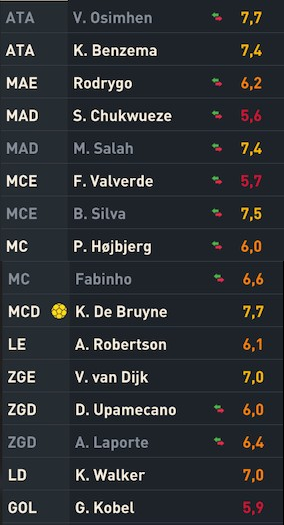 ATA V. Osimhen 7,7
ATA K. Benzema 7,4
MAE Rodrygo 6,2
MAD S. Chukwueze 5,6
MAD M. Salah 7,4
MCE F. Valverde 5,7
MCE B. Silva 7,5
MC P. Højbjerg 6,0
MC Fabinho 6,6
MCD K. De Bruyne 7,7
LE A. Robertson 6,1
ZGE V. van Dijk 7,0
ZGD D. Upamecano 6,0
ZGD A. Laporte 6,4
LD K. Walker 7,0
GOL G. Kobel 5,9